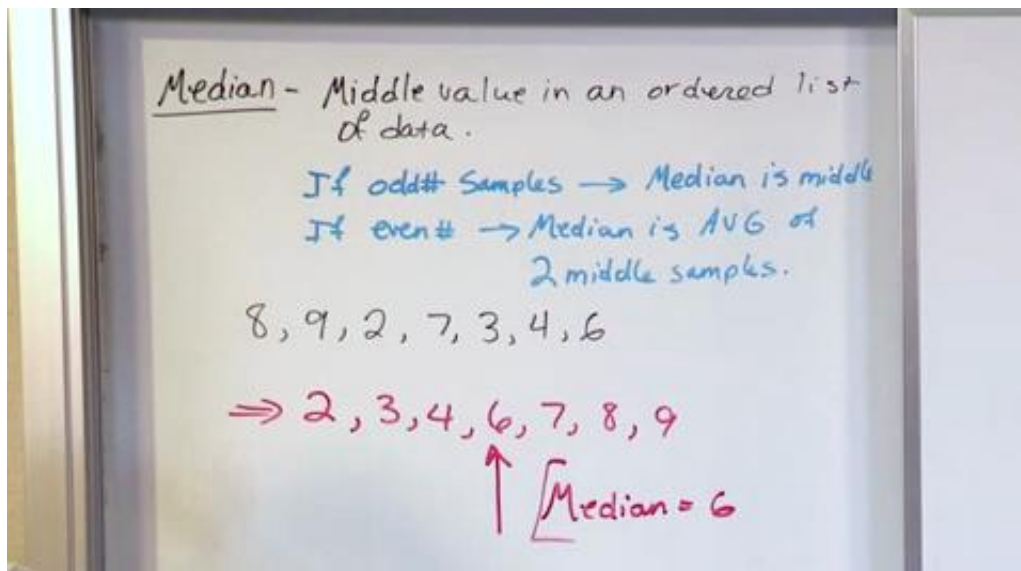 Median - Middle value in an ordered list
of data.
If odd# Samples → Median is middle
If even # → Median is AVG of
2 middle samples.
8, 9, 2, 7, 3, 4, 6
⇒ 2, 3, 4, 6, 7, 8, 9
Median = 6